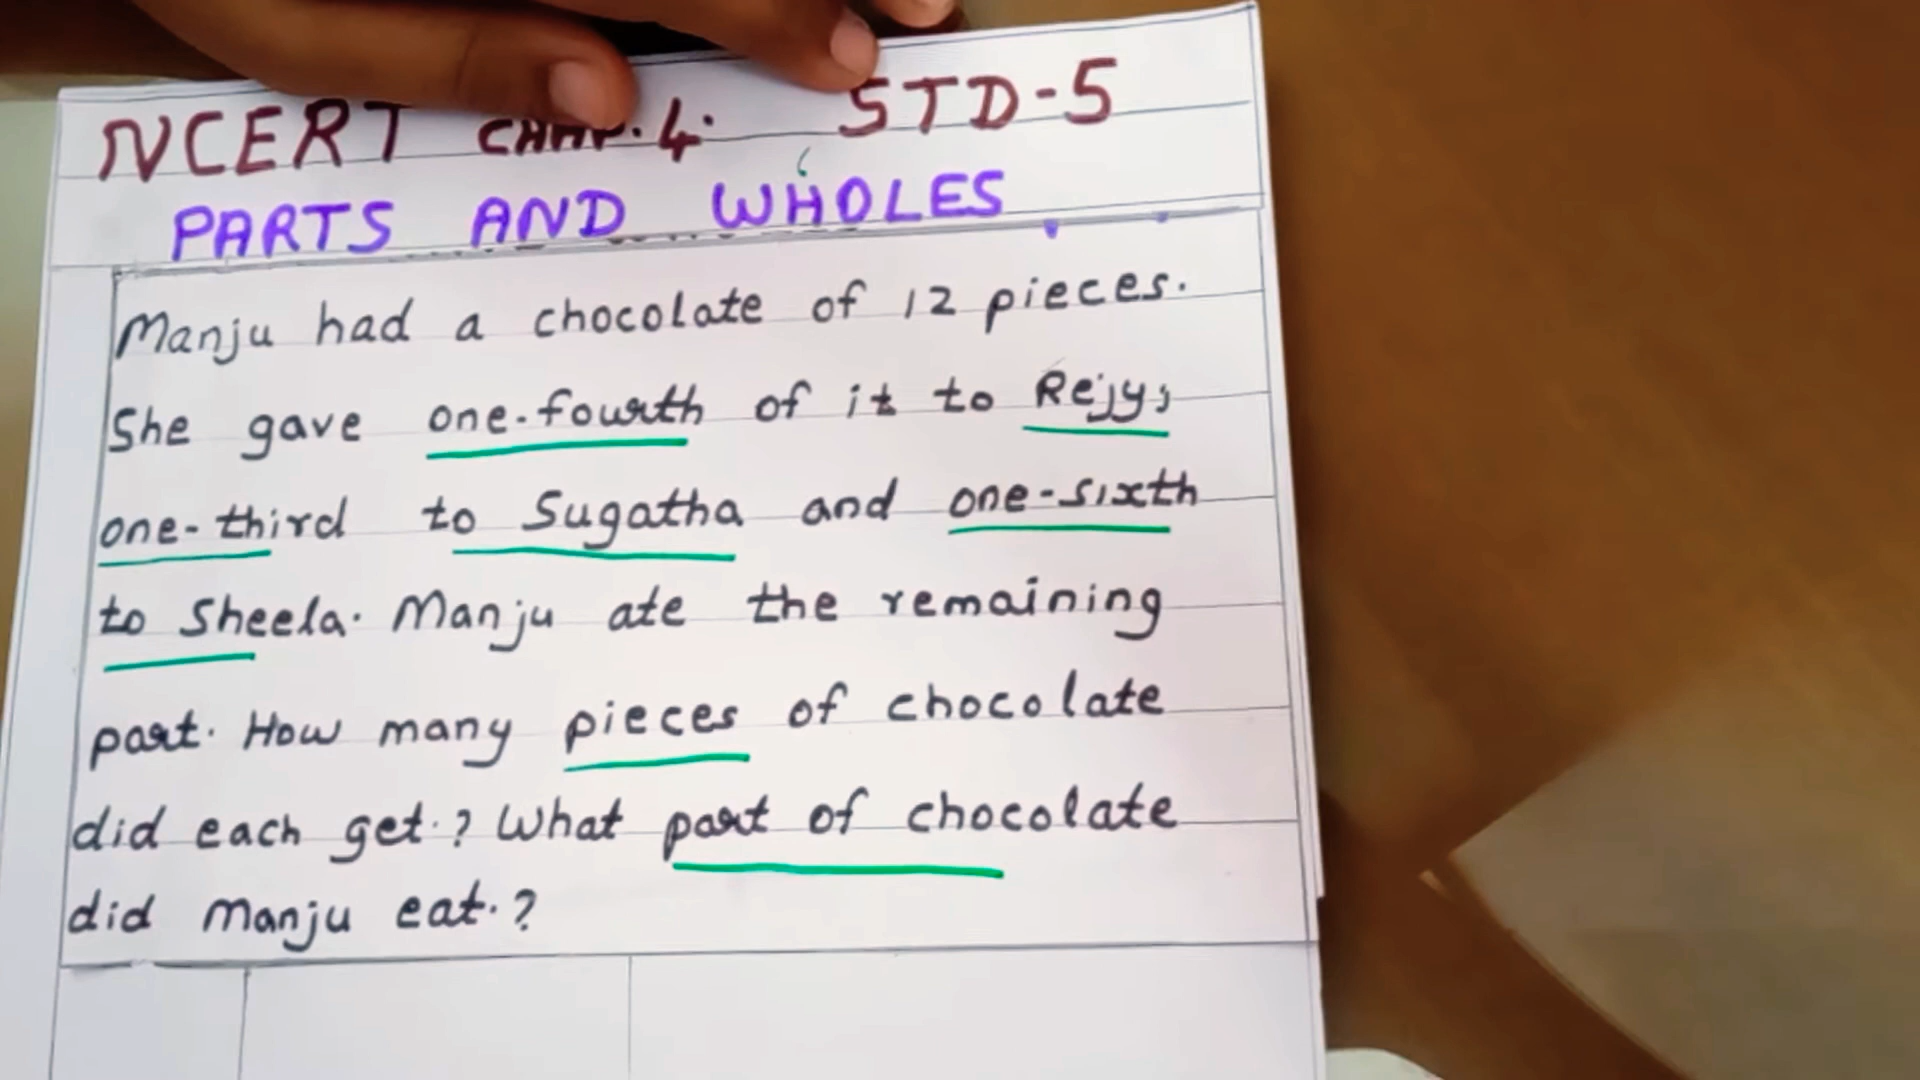 NCERT CHAP. 4. STD-5
PARTS AND WHOLES
Manju had a chocolate of 12 pieces.
She gave one-fourth of it to Rejy,
one-third to Sugatha and one-sixth
to Sheela. Manju ate the remaining
part. How many pieces of chocolate
did each get.? What part of chocolate
did Manju eat.?